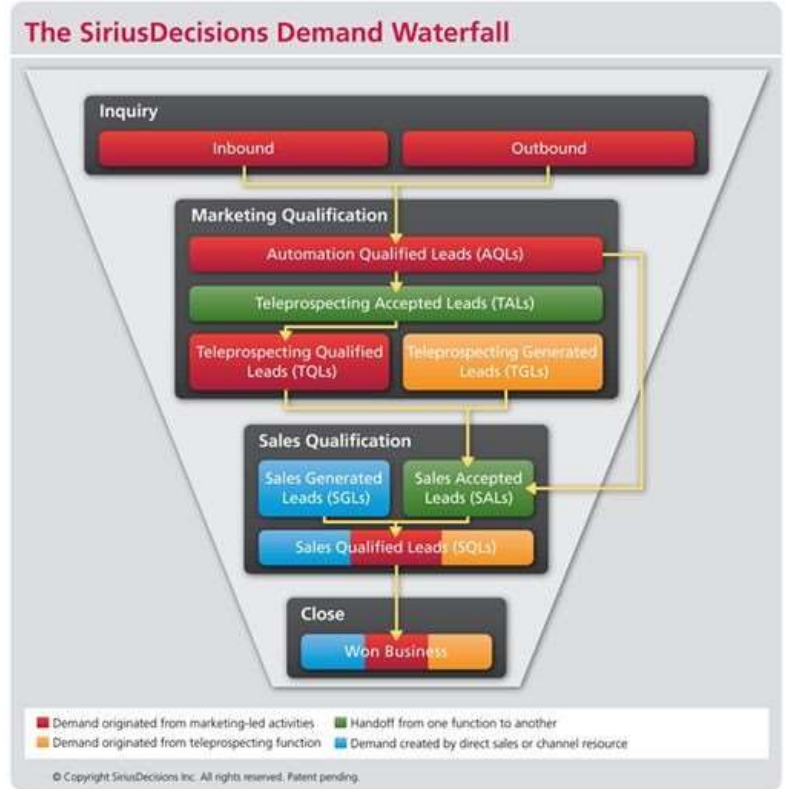 The SiriusDecisions Demand Waterfall
Inquiry
Inbound
Outbound
Marketing Qualification
Automation Qualified Leads (AQLs)
Teleprospecting Accepted Leads (TALs)
Teleprospecting Qualified
Leads (TQLs)
Teleprospecting Generated
Leads (TGLs)
Sales Qualification
Sales Generated
Leads (SGLs)
Sales Accepted
Leads (SALs)
Sales Qualified Leads (SQLs)
Close
Won Business
Demand originated from marketing-led activities
Handoff from one function to another
Demand originated from teleprospecting function
Demand created by direct sales or channel resource
© Copyright SiriusDecisions Inc. All rights reserved. Patent pending.